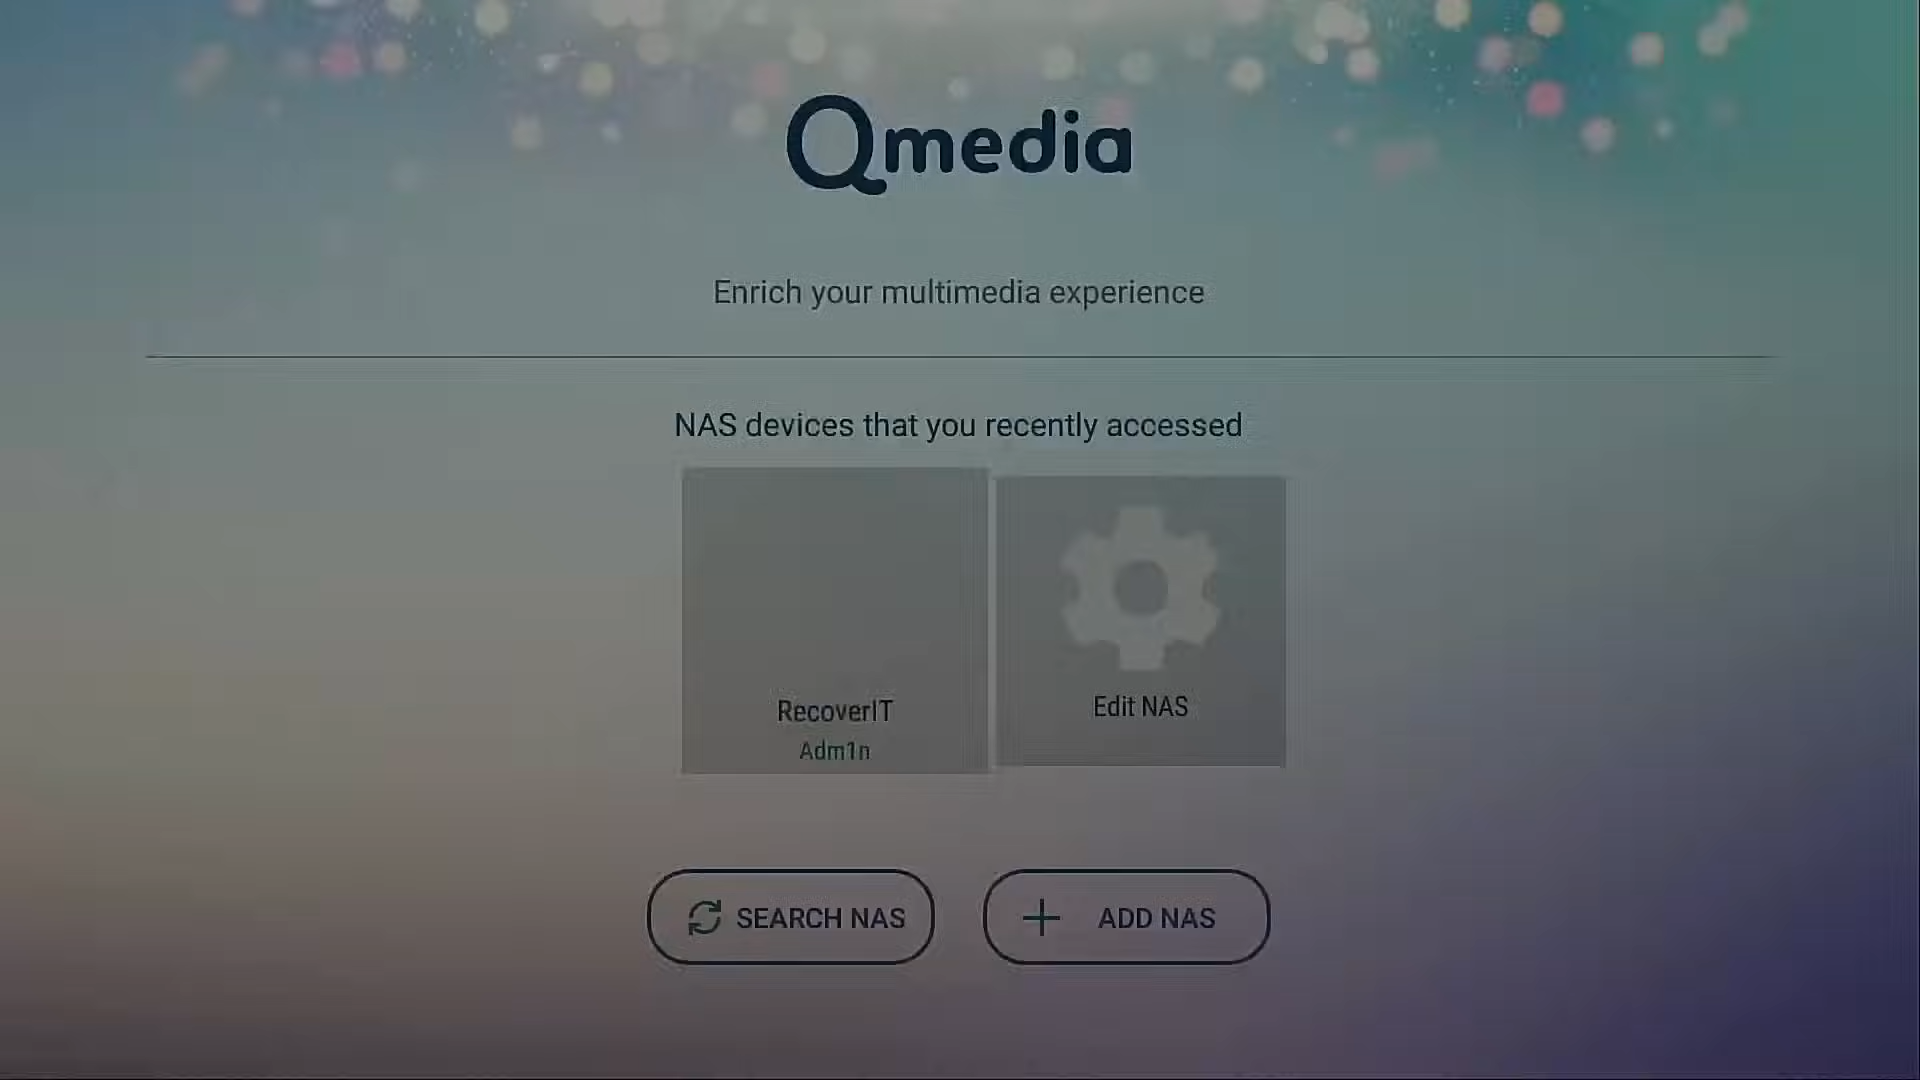 Qmedia
Enrich your multimedia experience
NAS devices that you recently accessed
RecoverIT
Adm1n
Edit NAS
SEARCH NAS
ADD NAS